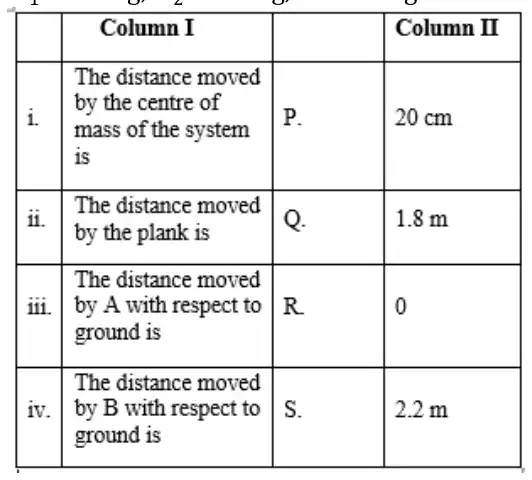 Column I Column II
i. The distance moved by the centre of mass of the system is P. 20 cm
ii. The distance moved by the plank is Q. 1.8 m
iii. The distance moved by A with respect to ground is R. 0
iv. The distance moved by B with respect to ground is S. 2.2 m